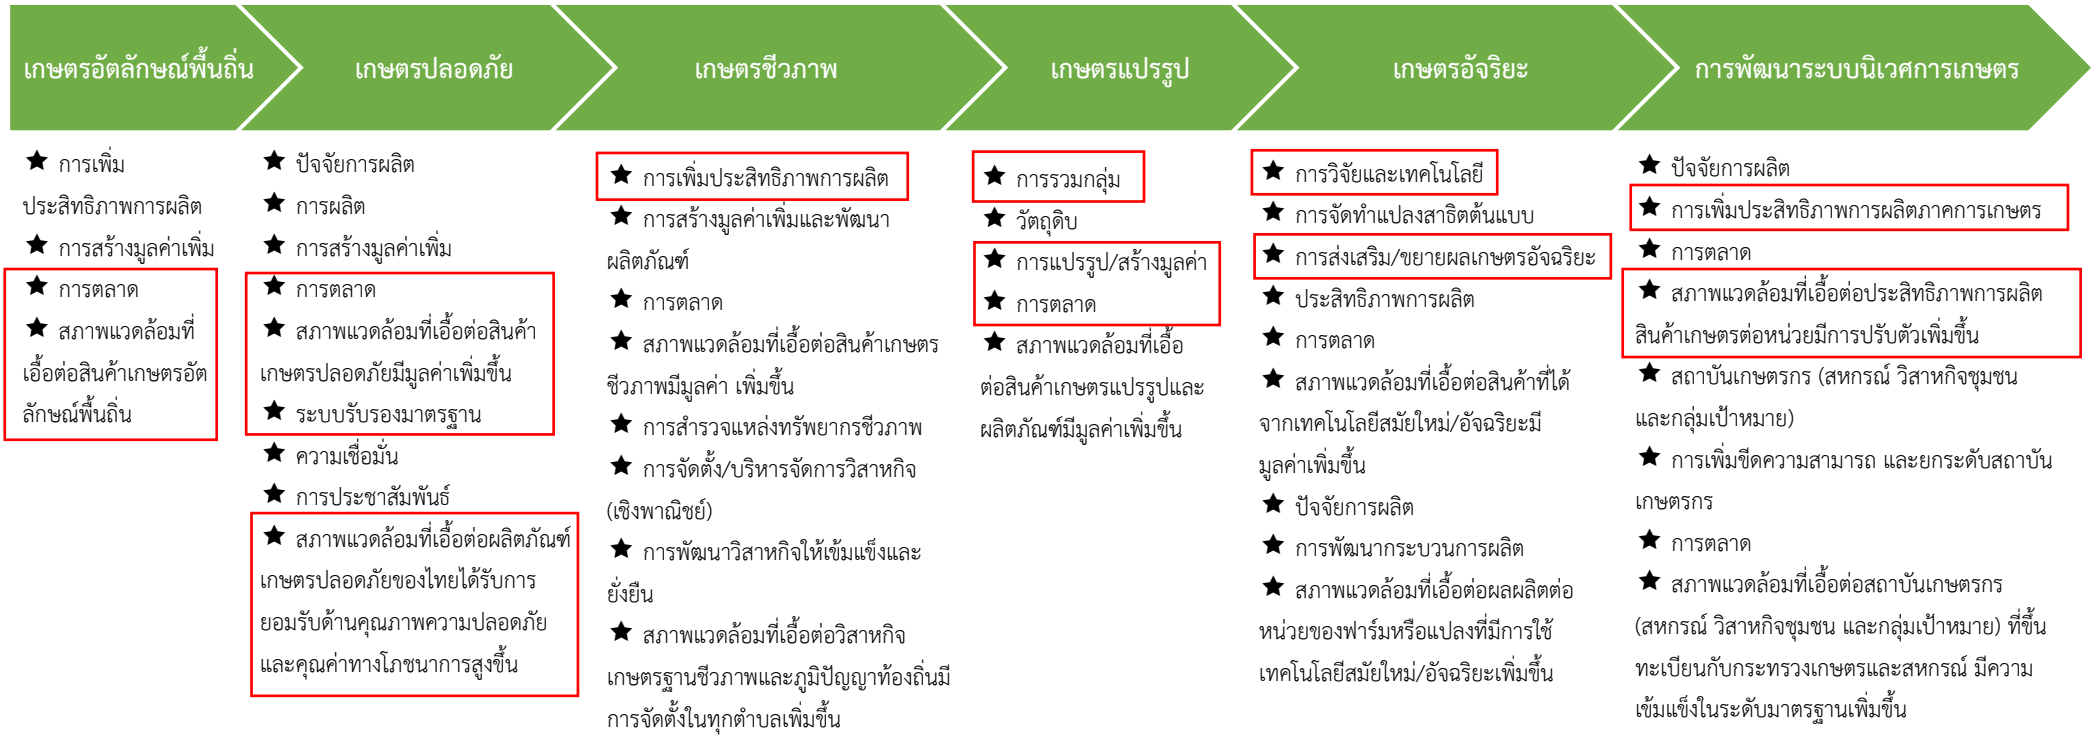 เกษตรอัตลักษณ์พื้นถิ่น
เกษตรปลอดภัย
เกษตรชีวภาพ
เกษตรแปรรูป
เกษตรอัจริยะ
การพัฒนาระบบนิเวศการเกษตร
★ การเพิ่ม
ประสิทธิภาพการผลิต
★ การสร้างมูลค่าเพิ่ม
★ การตลาด
★ สภาพแวดล้อมที่
เอื้อต่อสินค้าเกษตรอัต
ลักษณ์พื้นถิ่น
★ ปัจจัยการผลิต
★ การผลิต
★ การสร้างมูลค่าเพิ่ม
★ การตลาด
★ สภาพแวดล้อมที่เอื้อต่อสินค้า
เกษตรปลอดภัยมีมูลค่าเพิ่มขึ้น
★ ระบบรับรองมาตรฐาน
★ ความเชื่อมั่น
★ การประชาสัมพันธ์
★ สภาพแวดล้อมที่เอื้อต่อผลิตภัณฑ์
เกษตรปลอดภัยของไทยได้รับการ
ยอมรับด้านคุณภาพความปลอดภัย
และคุณค่าทางโภชนาการสูงขึ้น
★ การเพิ่มประสิทธิภาพการผลิต
★ การสร้างมูลค่าเพิ่มและพัฒนา
ผลิตภัณฑ์
★ การตลาด
★ สภาพแวดล้อมที่เอื้อต่อสินค้าเกษตร
ชีวภาพมีมูลค่า เพิ่มขึ้น
★ การสำรวจแหล่งทรัพยากรชีวภาพ
★ การจัดตั้ง/บริหารจัดการวิสาหกิจ
(เชิงพาณิชย์)
★ การพัฒนาวิสาหกิจให้เข้มแข็งและ
ยั่งยืน
★ สภาพแวดล้อมที่เอื้อต่อวิสาหกิจ
เกษตรฐานชีวภาพและภูมิปัญญาท้องถิ่นมี
การจัดตั้งในทุกตำบลเพิ่มขึ้น
★ การรวมกลุ่ม
★ วัตถุดิบ
★ การแปรรูป/สร้างมูลค่า
★ การตลาด
★ สภาพแวดล้อมที่เอื้อ
ต่อสินค้าเกษตรแปรรูปและ
ผลิตภัณฑ์มีมูลค่าเพิ่มขึ้น
★ การวิจัยและเทคโนโลยี
★ การจัดทำแปลงสาธิตต้นแบบ
★ การส่งเสริม/ขยายผลเกษตรอัจฉริยะ
★ ประสิทธิภาพการผลิต
★ การตลาด
★ สภาพแวดล้อมที่เอื้อต่อสินค้าที่ได้
จากเทคโนโลยีสมัยใหม่/อัจฉริยะมี
มูลค่าเพิ่มขึ้น
★ ปัจจัยการผลิต
★ การพัฒนากระบวนการผลิต
★ สภาพแวดล้อมที่เอื้อต่อผลผลิตต่อ
หน่วยของฟาร์มหรือแปลงที่มีการใช้
เทคโนโลยีสมัยใหม่/อัจฉริยะเพิ่มขึ้น
★ ปัจจัยการผลิต
★ การเพิ่มประสิทธิภาพการผลิตภาคการเกษตร
★ การตลาด
★ สภาพแวดล้อมที่เอื้อต่อประสิทธิภาพการผลิต
สินค้าเกษตรต่อหน่วยมีการปรับตัวเพิ่มขึ้น
★ สถาบันเกษตรกร (สหกรณ์ วิสาหกิจชุมชน
และกลุ่มเป้าหมาย)
★ การเพิ่มขีดความสามารถ และยกระดับสถาบัน
เกษตรกร
★ การตลาด
★ สภาพแวดล้อมที่เอื้อต่อสถาบันเกษตรกร
(สหกรณ์ วิสาหกิจชุมชน และกลุ่มเป้าหมาย) ที่ขึ้น
ทะเบียนกับกระทรวงเกษตรและสหกรณ์ มีความ
เข้มแข็งในระดับมาตรฐานเพิ่มขึ้น